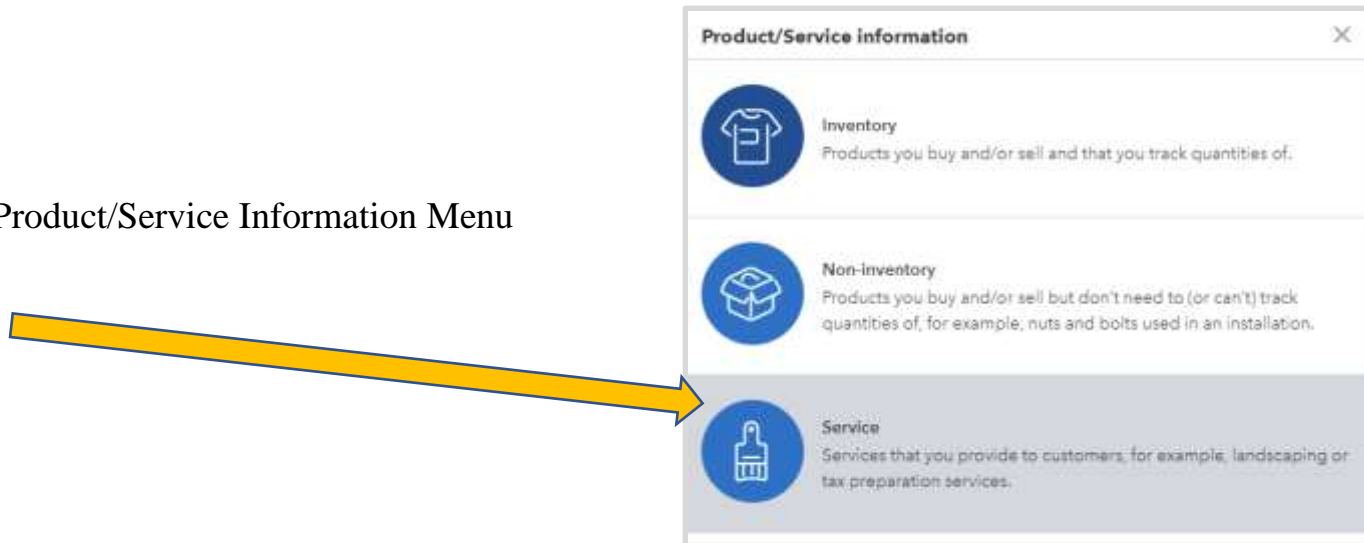 Product/Service information
Inventory
Products you buy and/or sell and that you track quantities of.
Product/Service Information Menu
Non-inventory
Products you buy and/or sell but don't need to (or can't) track
quantities of, for example, nuts and bolts used in an installation.
Service
Services that you provide to customers, for example, landscaping or
tax preparation services.